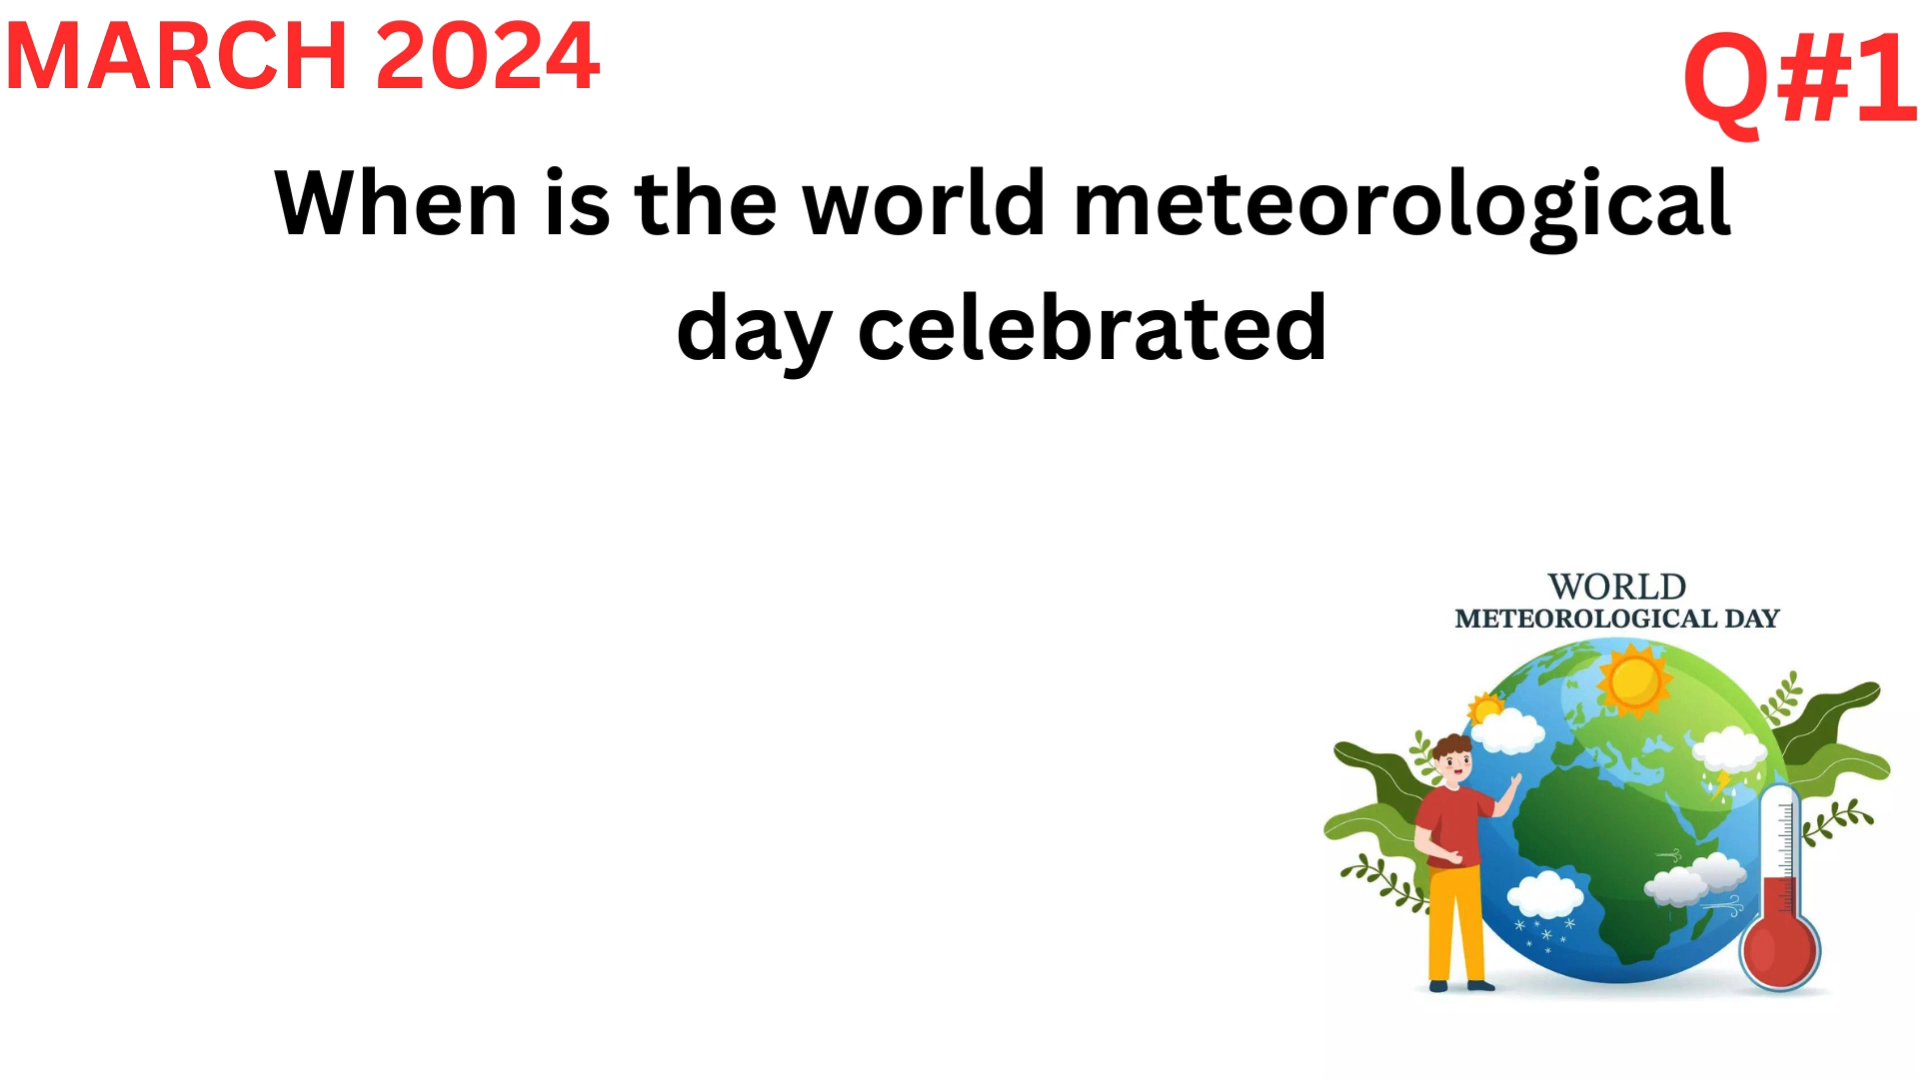 MARCH 2024
Q#1
When is the world meteorological
day celebrated
WORLD
METEOROLOGICAL DAY